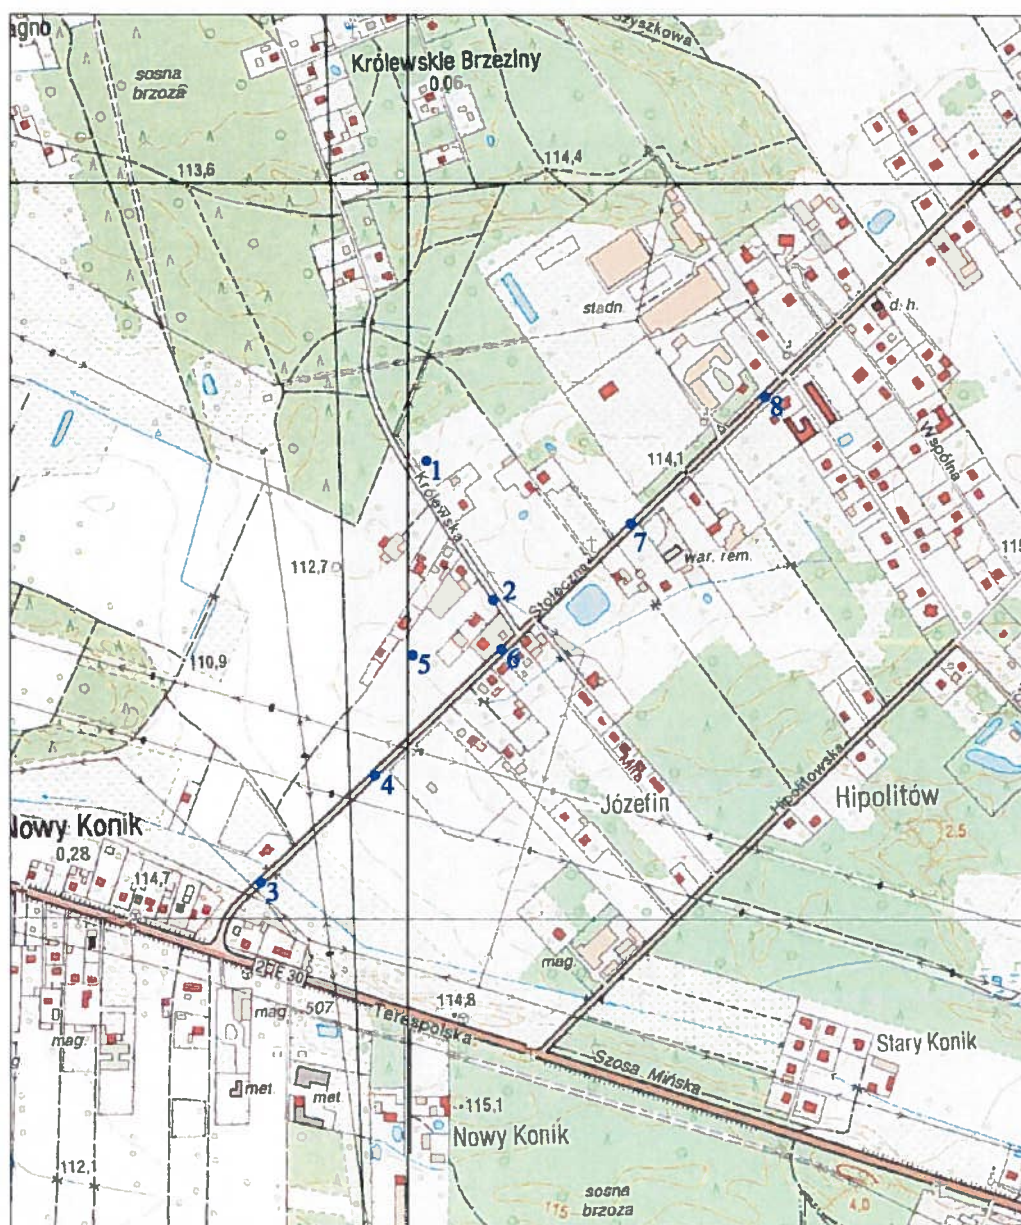 Królewskie Brzeziny
0.06
sosna
brzoza
113,6
114,4
stadn
d. h.
8
1
Królewska
114,1
Wspólna
7
war. rem.
112,7
2
Stołeczna
5
6
110,9
4
Miła
Józefin
Hipolitowska
Hipolitów
2.5
Nowy Konik
0,28
114,7
3
mag.
2 / E 30
mag.
507
114,8
Terespolska
mag.
Stary Konik
Szosa Mińska
met.
met.
115,1
Nowy Konik
112,1
sosna
brzoza
115
4,0